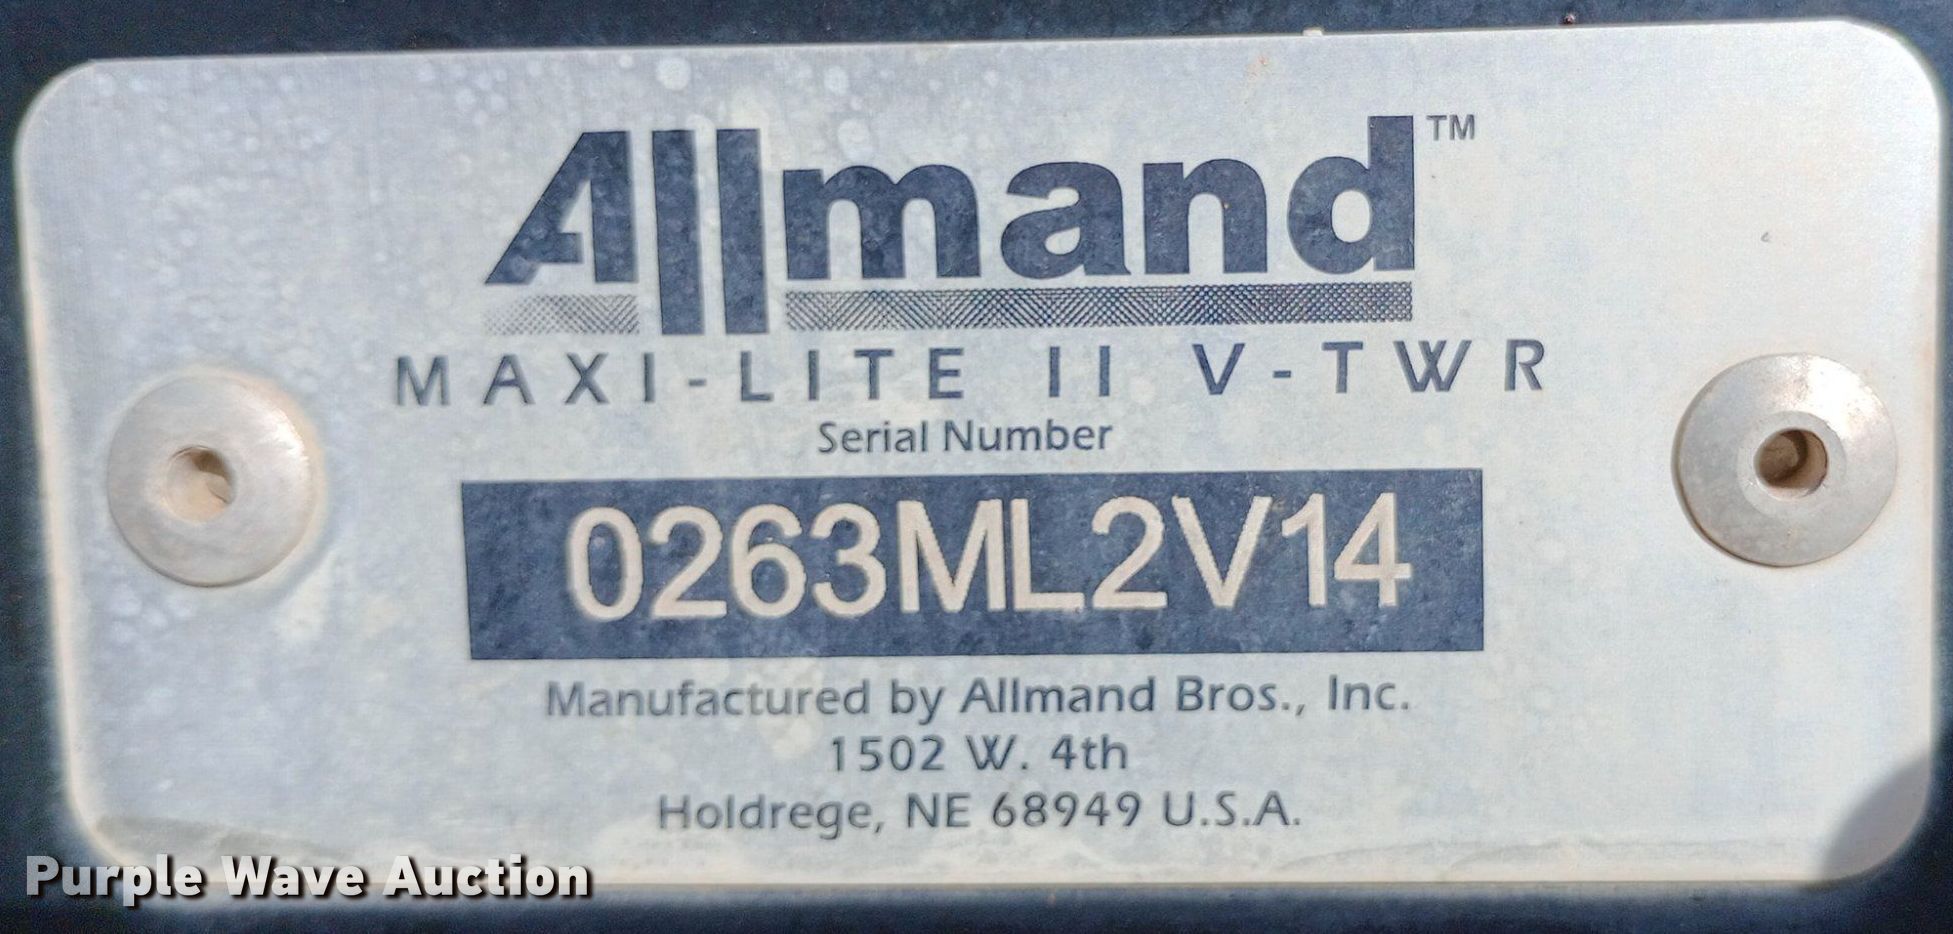 Allmand™
MAXI-LITE II V-TWR
Serial Number
0263ML2V14
Manufactured by Allmand Bros., Inc.
1502 W. 4th
Holdrege, NE 68949 U.S.A.
Purple Wave Auction